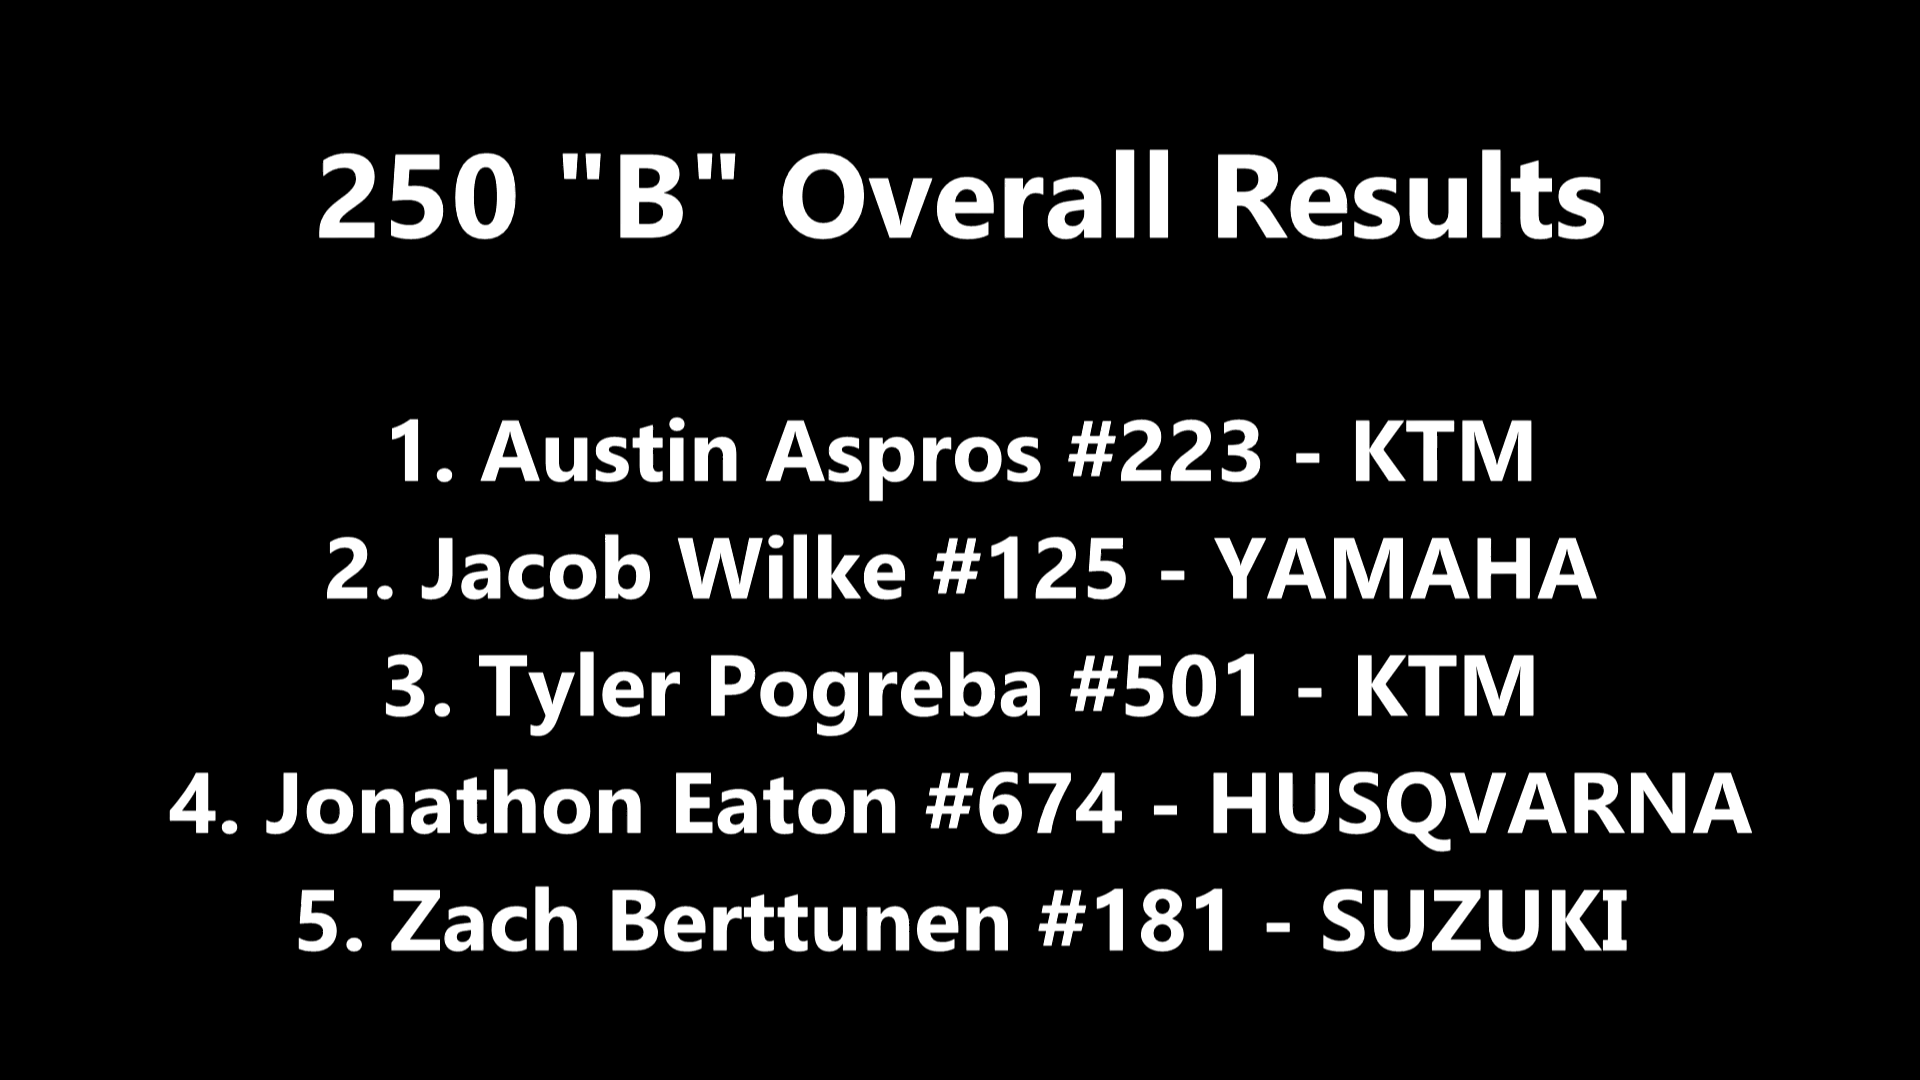 250 "B" Overall Results
1. Austin Aspros #223 - KTM
2. Jacob Wilke #125 - YAMAHA
3. Tyler Pogreba #501 - KTM
4. Jonathon Eaton #674 - HUSQVARNA
5. Zach Berttunen #181 - SUZUKI